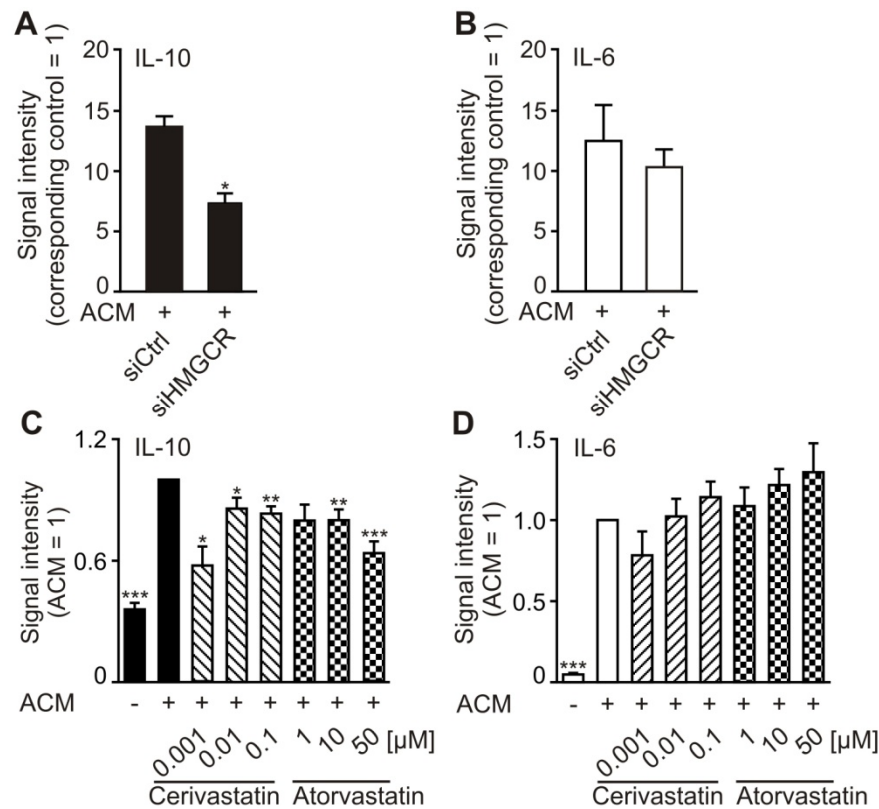 A
IL-10
Signal intensity
(corresponding control = 1)
20
15
10
5
0
*
ACM + +
siCtrl
siHMGCR
B
IL-6
Signal intensity
(corresponding control = 1)
20
15
10
5
0
ACM + +
siCtrl
siHMGCR
C
IL-10
Signal intensity
(ACM = 1)
1.2
0.6
0
*** * * ** ** ***
ACM - + + + + + + +
0.001 0.01 0.1 1 10 50 [µM]
Cerivastatin Atorvastatin
D
IL-6
Signal intensity
(ACM = 1)
1.5
1.0
0.5
0
***
- + + + + + + +
0.001 0.01 0.1 1 10 50 [µM]
Cerivastatin Atorvastatin